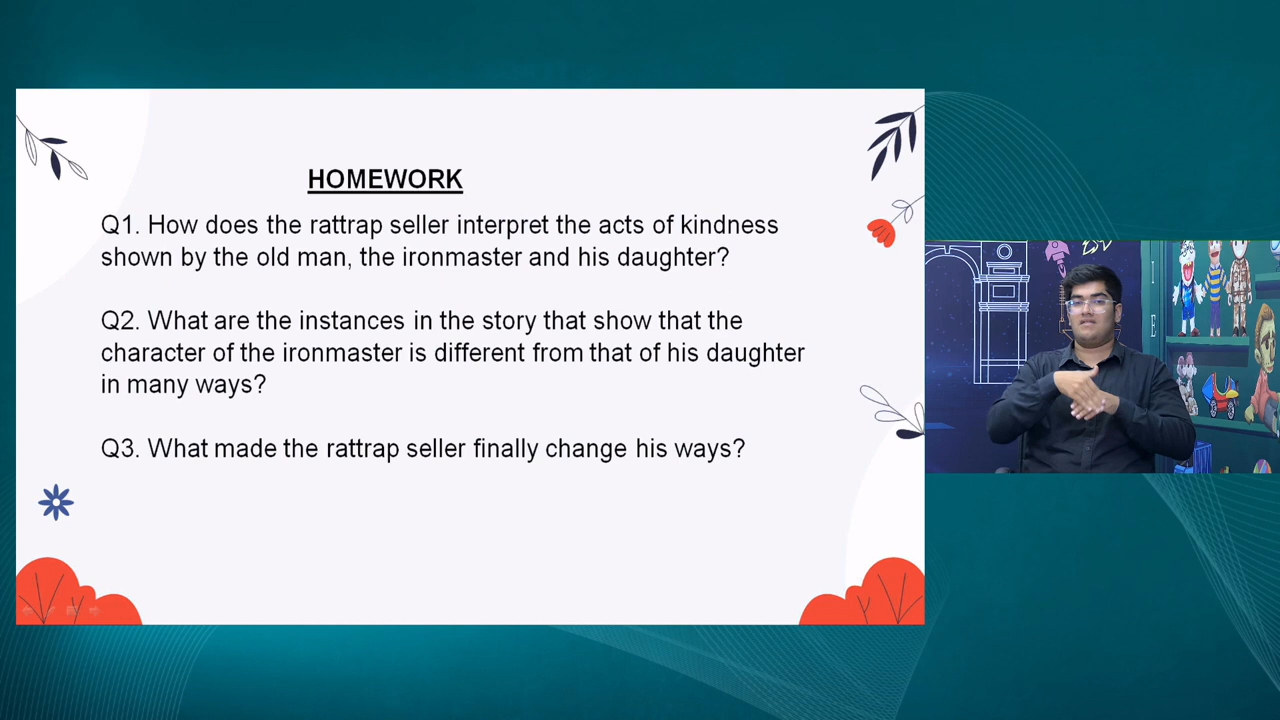 HOMEWORK
Q1. How does the rattrap seller interpret the acts of kindness
shown by the old man, the ironmaster and his daughter?
Q2. What are the instances in the story that show that the
character of the ironmaster is different from that of his daughter
in many ways?
Q3. What made the rattrap seller finally change his ways?